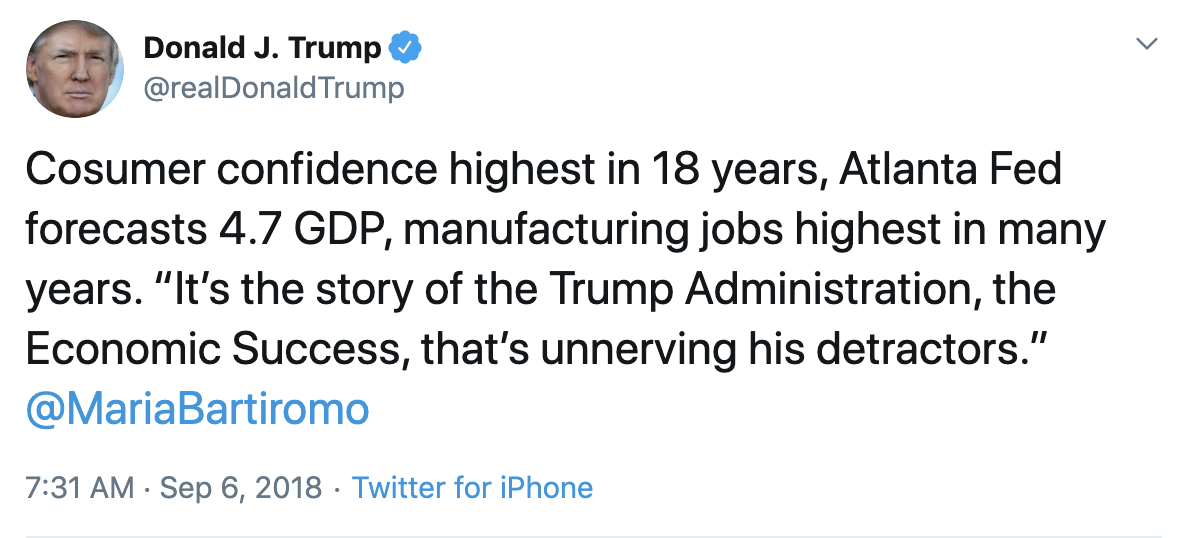 Donald J. Trump
@realDonaldTrump
Cosumer confidence highest in 18 years, Atlanta Fed
forecasts 4.7 GDP, manufacturing jobs highest in many
years. “It’s the story of the Trump Administration, the
Economic Success, that’s unnerving his detractors.”
@MariaBartiromo
7:31 AM · Sep 6, 2018 · Twitter for iPhone